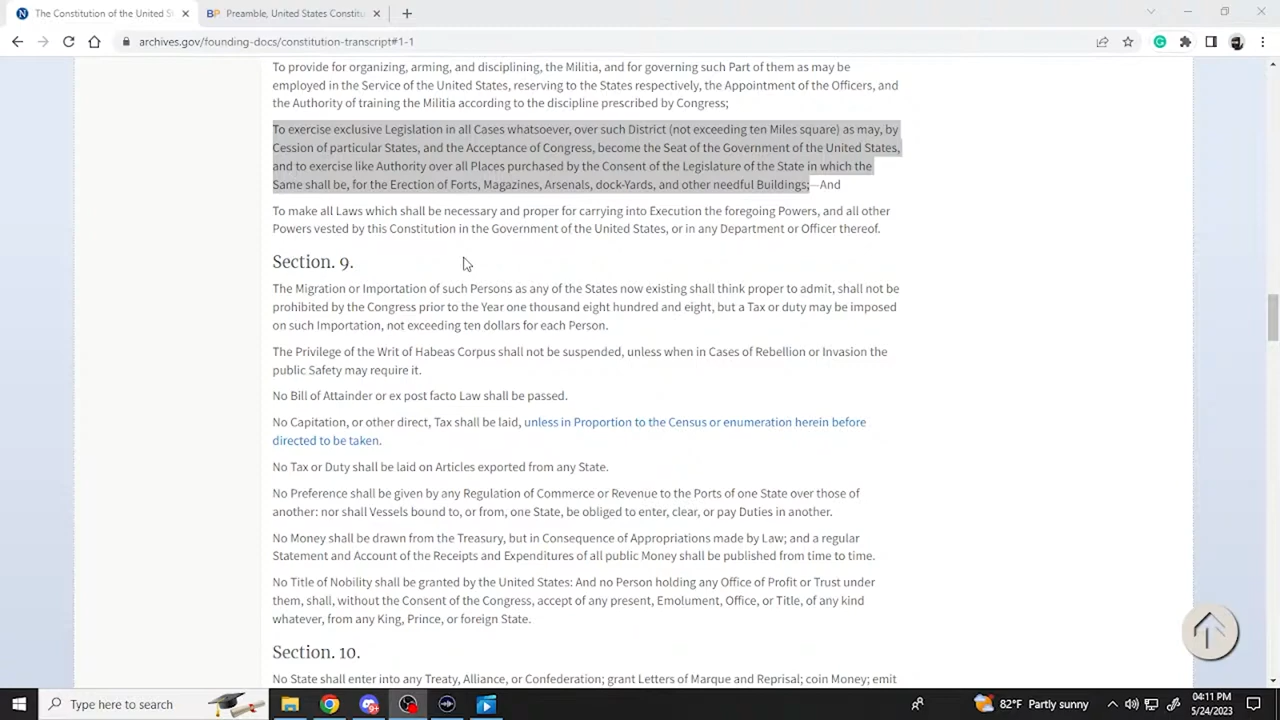 The Constitution of the United S
Preamble, United States Constitu
archives.gov/founding-docs/constitution-transcript#1-1
To provide for organizing, arming, and disciplining, the Militia, and for governing such Part of them as may be
employed in the Service of the United States, reserving to the States respectively, the Appointment of the Officers, and
the Authority of training the Militia according to the discipline prescribed by Congress;
To exercise exclusive Legislation in all Cases whatsoever, over such District (not exceeding ten Miles square) as may, by
Cession of particular States, and the Acceptance of Congress, become the Seat of the Government of the United States,
and to exercise like Authority over all Places purchased by the Consent of the Legislature of the State in which the
Same shall be, for the Erection of Forts, Magazines, Arsenals, dock-Yards, and other needful Buildings;—And
To make all Laws which shall be necessary and proper for carrying into Execution the foregoing Powers, and all other
Powers vested by this Constitution in the Government of the United States, or in any Department or Officer thereof.
Section. 9.
The Migration or Importation of such Persons as any of the States now existing shall think proper to admit, shall not be
prohibited by the Congress prior to the Year one thousand eight hundred and eight, but a Tax or duty may be imposed
on such Importation, not exceeding ten dollars for each Person.
The Privilege of the Writ of Habeas Corpus shall not be suspended, unless when in Cases of Rebellion or Invasion the
public Safety may require it.
No Bill of Attainder or ex post facto Law shall be passed.
No Capitation, or other direct, Tax shall be laid, unless in Proportion to the Census or enumeration herein before
directed to be taken.
No Tax or Duty shall be laid on Articles exported from any State.
No Preference shall be given by any Regulation of Commerce or Revenue to the Ports of one State over those of
another: nor shall Vessels bound to, or from, one State, be obliged to enter, clear, or pay Duties in another.
No Money shall be drawn from the Treasury, but in Consequence of Appropriations made by Law; and a regular
Statement and Account of the Receipts and Expenditures of all public Money shall be published from time to time.
No Title of Nobility shall be granted by the United States: And no Person holding any Office of Profit or Trust under
them, shall, without the Consent of the Congress, accept of any present, Emolument, Office, or Title, of any kind
whatever, from any King, Prince, or foreign State.
Section. 10.
No State shall enter into any Treaty, Alliance, or Confederation; grant Letters of Marque and Reprisal; coin Money; emit
Type here to search
82°F Partly sunny
04:11 PM
5/24/2023